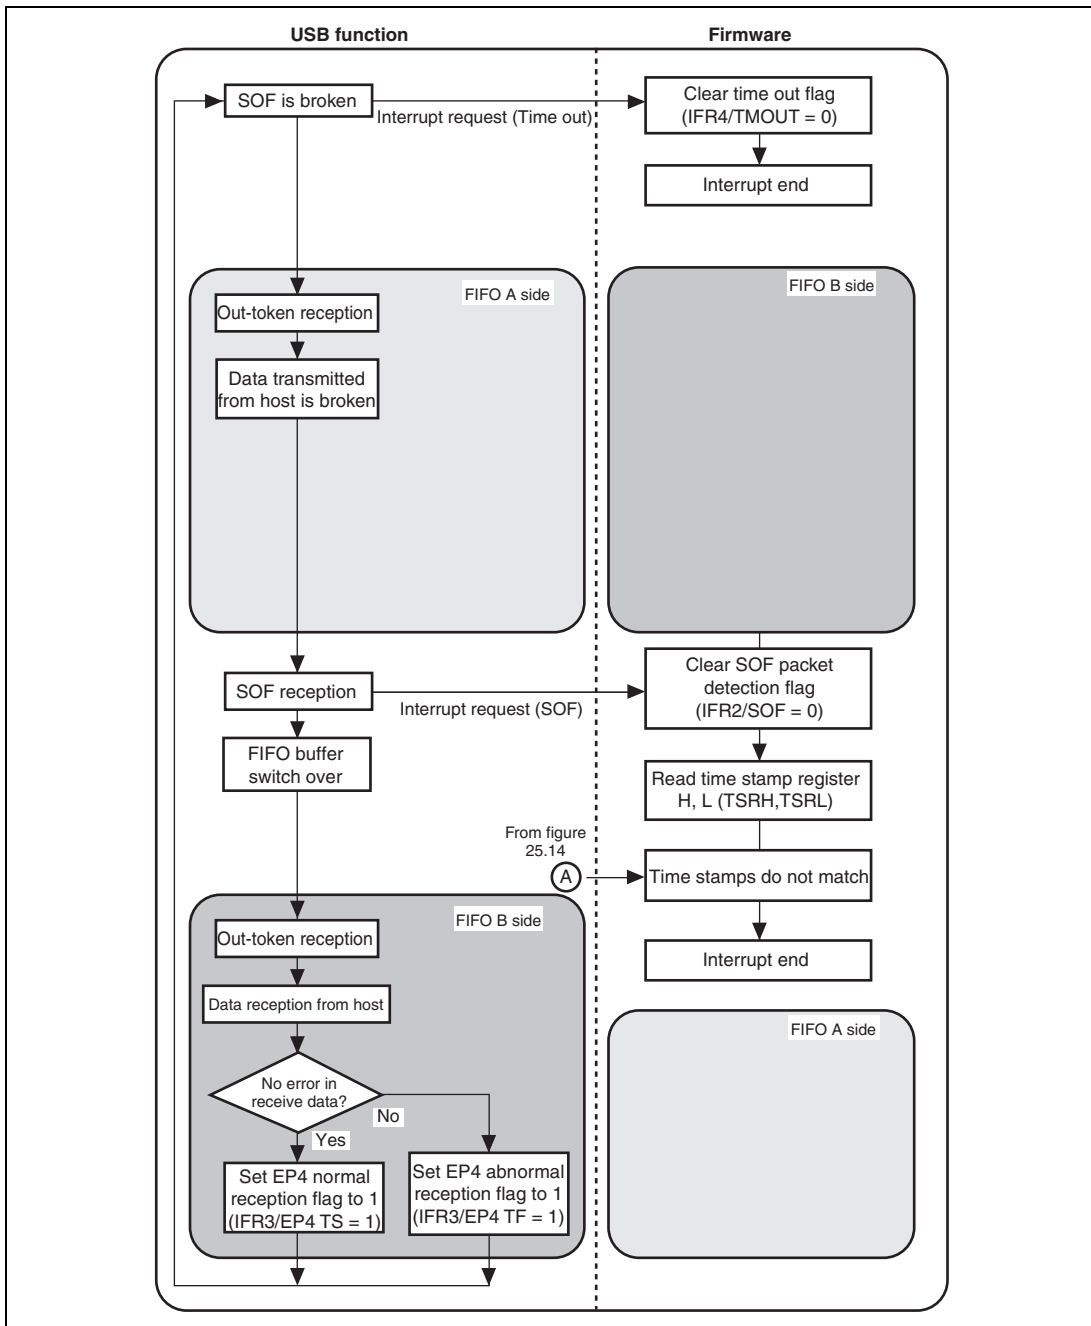 USB function
Firmware
SOF is broken
Interrupt request (Time out)
Clear time out flag
(IFR4/TMOUT = 0)
Interrupt end
FIFO A side
Out-token reception
Data transmitted
from host is broken
FIFO B side
SOF reception
Interrupt request (SOF)
Clear SOF packet
detection flag
(IFR2/SOF = 0)
FIFO buffer
switch over
Read time stamp register
H, L (TSRH,TSRL)
From figure
25.14
A
Time stamps do not match
Interrupt end
FIFO B side
Out-token reception
Data reception from host
No error in
receive data?
No
Yes
Set EP4 normal
reception flag to 1
(IFR3/EP4 TS = 1)
Set EP4 abnormal
reception flag to 1
(IFR3/EP4 TF = 1)
FIFO A side